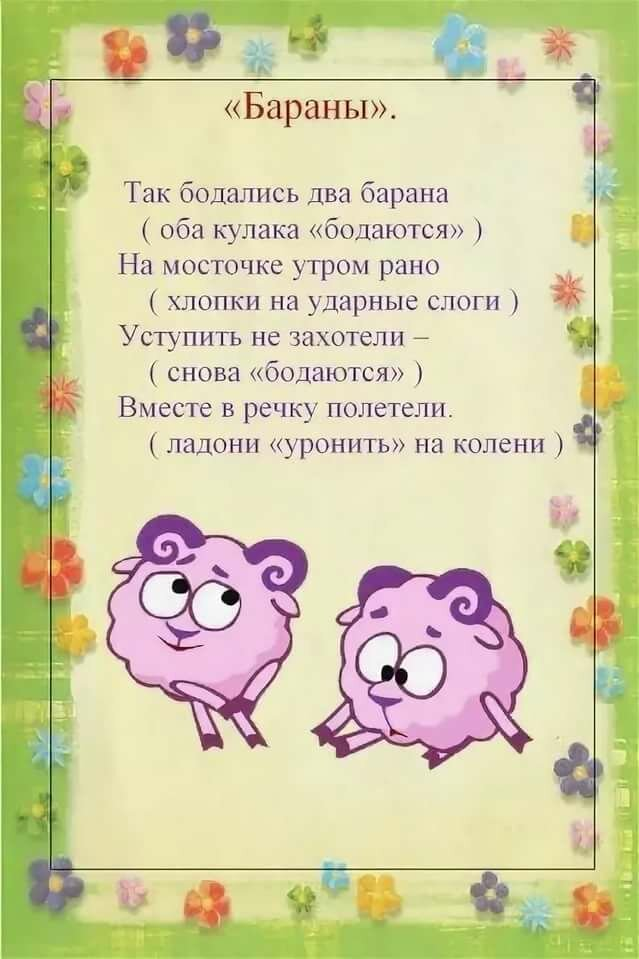 «Бараны».
Так бодались два барана
( оба кулака «бодаются» )
На мосточке утром рано
( хлопки на ударные слоги )
Уступить не захотели –
( снова «бодаются» )
Вместе в речку полетели.
( ладони «уронить» на колени )